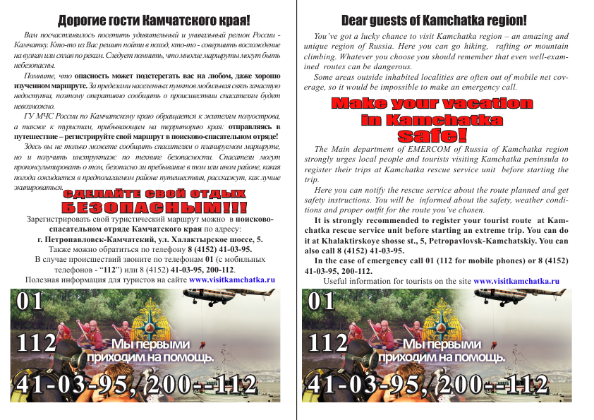 Дорогие гости Камчатского края!
Вам посчастливилось посетить удивительный и уникальный регион России -
Камчатку. Кто-то из Вас решит пойти в поход, кто-то - совершить восхождение
на вулкан или сплав по рекам. Следует помнить, что многие маршруты могут быть
небезопасны.
Помните, что опасность может подстерегать вас на любом, даже хорошо
изученном маршруте. За пределами населенных пунктов мобильная связь зачастую
недоступна, поэтому оперативно сообщить о происшествии спасателям будет
невозможно.
ГУ МЧС России по Камчатскому краю обращается к жителям полуострова,
а также к туристам, прибывающим на территорию края: отправляясь в
путешествие – регистрируйте свой маршрут в поисково-спасательном отряде!
Здесь вы не только можете сообщить спасателям о планируемом маршруте,
но и получить инструктаж по технике безопасности. Спасатели могут
проконсультировать о том, безопасно ли пребывание в том или ином районе, какая
погода ожидается в предполагаемом районе путешествия, расскажут, как лучше
экипироваться.
СДЕЛАЙТЕ СВОЙ ОТДЫХ
БЕЗОПАСНЫМ!!!
Зарегистрировать свой туристический маршрут можно в поисково-
спасательном отряде Камчатского края по адресу:
г. Петропавловск-Камчатский, ул. Халактырское шоссе, 5.
Также можно обратиться по телефону 8 (4152) 41-03-95.
В случае происшествий звоните по телефонам 01 (с мобильных
телефонов - “112”) или 8 (4152) 41-03-95, 200-112.
Полезная информация для туристов на сайте www.visitkamchatka.ru
01
112
Мы первыми
приходим на помощь.
41-03-95, 200--112
Dear guests of Kamchatka region!
You’ve got a lucky chance to visit Kamchatka region – an amazing and
unique region of Russia. Here you can go hiking, rafting or mountain
climbing. Whatever you choose you should remember that even well-exam-
ined routes can be dangerous.
Some areas outside inhabited localities are often out of mobile net cov-
erage, so it would be impossible to make an emergency call.
Make your vacation
in Kamchatka
safe!
The Main department of EMERCOM of Russia of Kamchatka region
strongly urges local people and tourists visiting Kamchatka peninsula to
register their trips at Kamchatka rescue service unit before starting the
trip.
Here you can notify the rescue service about the route planned and get
safety instructions. You will be informed about the safety, weather condi-
tions and proper outfit for the route you’ve chosen.
It is strongly recommended to register your tourist route at Kam-
chatka rescue service unit before starting an extreme trip. You can do
it at Khalaktirskoye shosse st., 5, Petropavlovsk-Kamchatskiy. You can
also call 8 (4152) 41-03-95.
In the case of emergency call 01 (112 for mobile phones) or 8 (4152)
41-03-95, 200-112.
Useful information for tourists on the site www.visitkamchatka.ru
01
112
Мы первыми
приходим на помощь.
41-03-95, 200--112